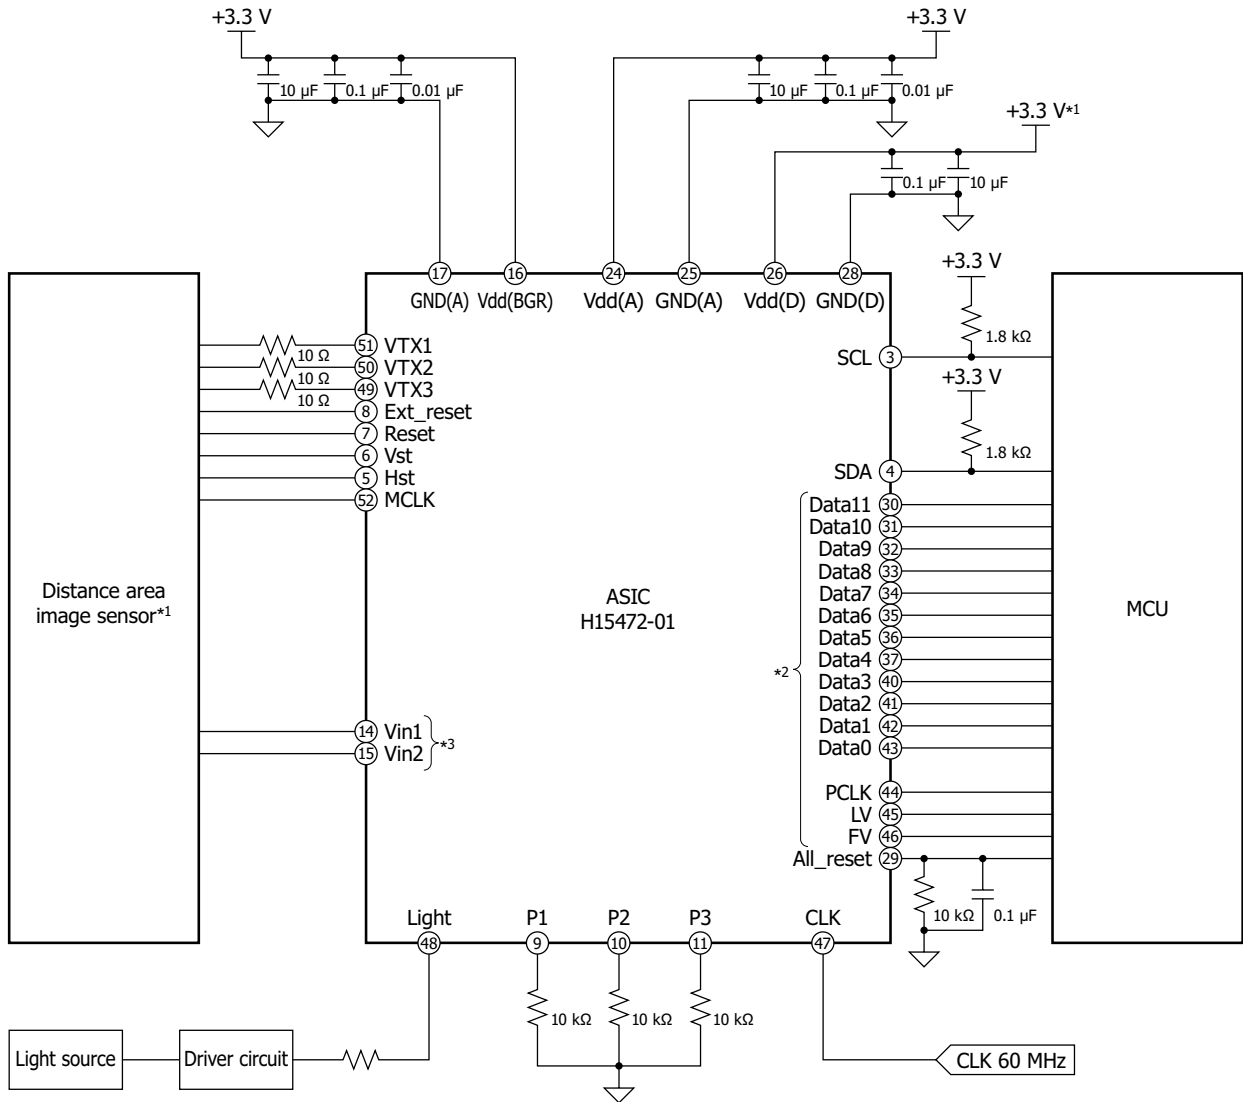 +3.3 V
+3.3 V
10 µF
0.1 µF
0.01 µF
10 µF
0.1 µF
0.01 µF
+3.3 V*1
0.1 µF
10 µF
17
16
24
25
26
28
GND(A)
Vdd(BGR)
Vdd(A)
GND(A)
Vdd(D)
GND(D)
+3.3 V
1.8 kΩ
SCL
3
+3.3 V
1.8 kΩ
SDA
4
10 Ω
51
VTX1
10 Ω
50
VTX2
10 Ω
49
VTX3
8
Ext_reset
7
Reset
6
Vst
5
Hst
52
MCLK
Distance area
image sensor*1
ASIC
H15472-01
MCU
*2
Data11
30
Data10
31
Data9
32
Data8
33
Data7
34
Data6
35
Data5
36
Data4
37
Data3
40
Data2
41
Data1
42
Data0
43
14
Vin1
15
Vin2
*3
PCLK
44
LV
45
FV
46
All_reset
29
10 kΩ
0.1 µF
Light
P1
P2
P3
CLK
48
9
10
11
47
10 kΩ
10 kΩ
10 kΩ
Light source
Driver circuit
CLK 60 MHz